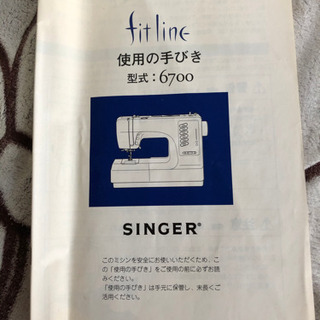 fit line
使用の手びき
型式：6700
SINGER®
このミシンを安全にお使いいただくため、こ
の「使用の手びき」をご使用の前に必ずお読
みください。
「使用の手びき」は手元に保管し、末長くご
活用ください。